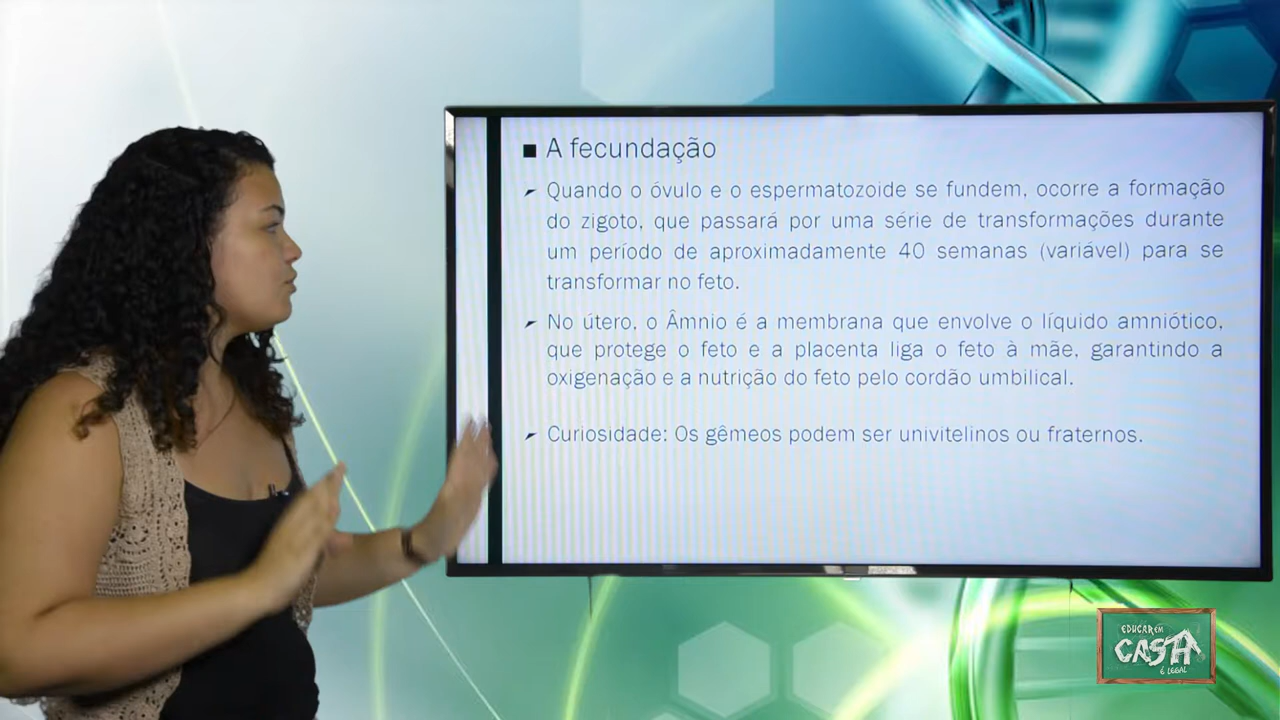 ■ A fecundação
Quando o óvulo e o espermatozoide se fundem, ocorre a formação
do zigoto, que passará por uma série de transformações durante
um período de aproximadamente 40 semanas (variável) para se
transformar no feto.
No útero, o Âmnio é a membrana que envolve o líquido amniótico,
que protege o feto e a placenta liga o feto à mãe, garantindo a
oxigenação e a nutrição do feto pelo cordão umbilical.
Curiosidade: Os gêmeos podem ser univitelinos ou fraternos.
EDUCAR EM
CASA
É LEGAL